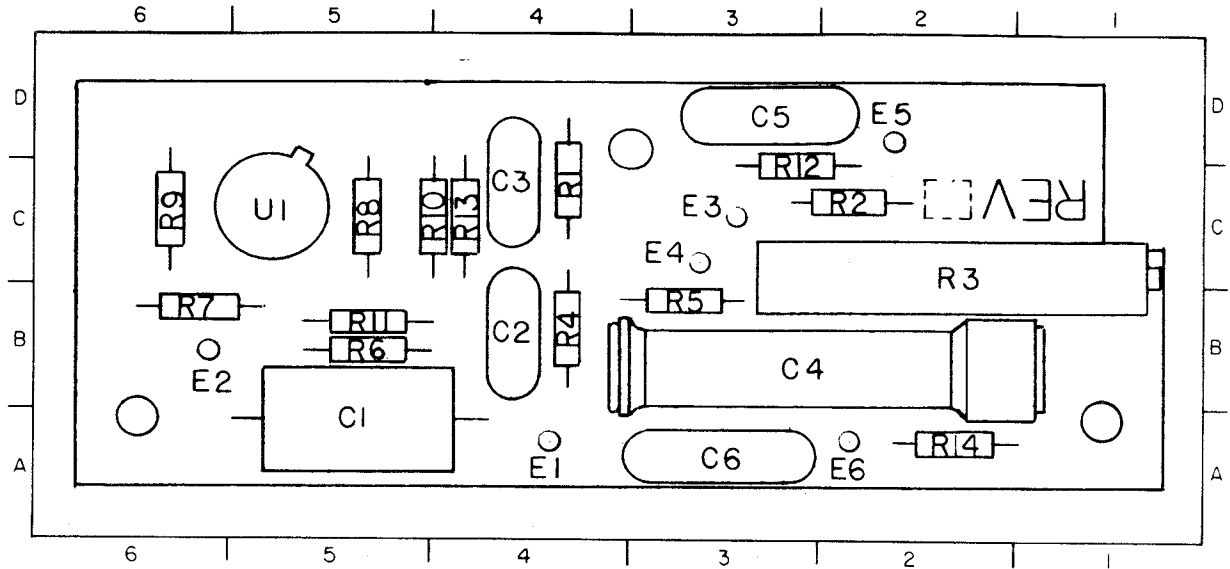 6 5 4 3 2 1
D D
C5 E5
R12
C3 R1
R9 U1 R8 R10 R13 E3 R2 REV
C C
E4 R3
R7 R5
R11 C2 R4
B R6 C4 B
E2
C1
A E1 C6 E6 R14 A
6 5 4 3 2 1